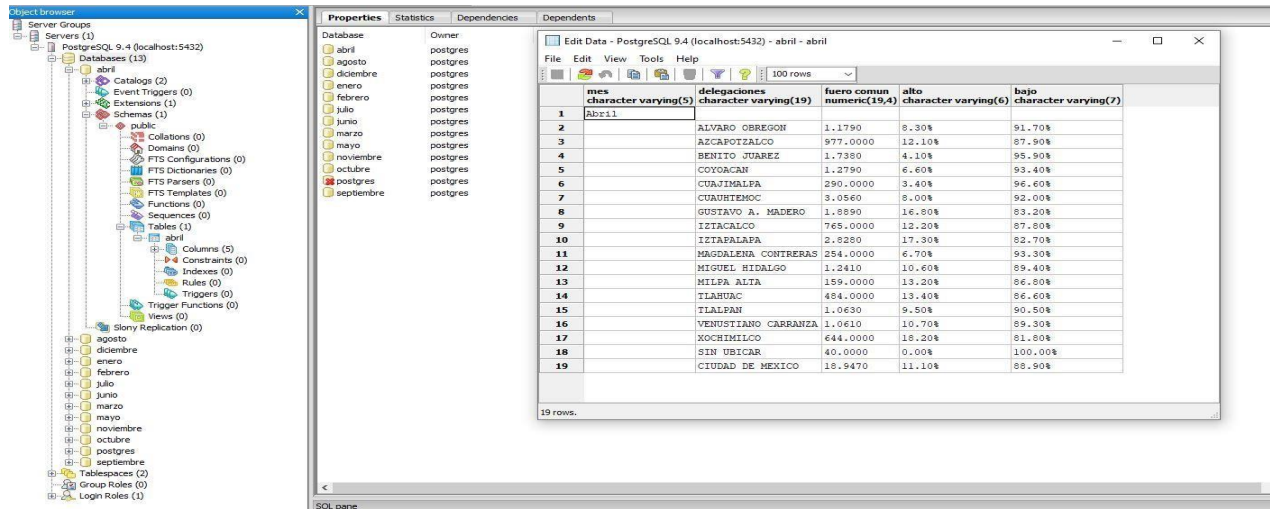 Object browser
Server Groups
Servers (1)
PostgreSQL 9.4 (localhost:5432)
Databases (13)
abril
Catalogs (2)
Event Triggers (0)
Extensions (1)
Schemas (1)
public
Collations (0)
Domains (0)
FTS Configurations (0)
FTS Dictionaries (0)
FTS Parsers (0)
FTS Templates (0)
Functions (0)
Sequences (0)
Tables (1)
abril
Columns (5)
Constraints (0)
Indexes (0)
Rules (0)
Triggers (0)
Trigger Functions (0)
Views (0)
Slony Replication (0)
agosto
diciembre
enero
febrero
julio
junio
marzo
mayo
noviembre
octubre
postgres
septiembre
Tablespaces (2)
Group Roles (0)
Login Roles (1)
Properties Statistics Dependencies Dependents
Database Owner
abril postgres
agosto postgres
diciembre postgres
enero postgres
febrero postgres
julio postgres
junio postgres
marzo postgres
mayo postgres
noviembre postgres
octubre postgres
postgres postgres
septiembre postgres
Edit Data - PostgreSQL 9.4 (localhost:5432) - abril - abril
File Edit View Tools Help
100 rows
mes delegaciones fuero comun alto bajo
character varying(5) character varying(19) numeric(19,4) character varying(6) character varying(7)
1 Abril
2 ALVARO OBREGON 1.1790 8.30% 91.70%
3 AZCAPOTZALCO 977.0000 12.10% 87.90%
4 BENITO JUAREZ 1.7380 4.10% 95.90%
5 COYOACAN 1.2790 6.60% 93.40%
6 CUAJIMALPA 290.0000 3.40% 96.60%
7 CUAUHTEMOC 3.0560 8.00% 92.00%
8 GUSTAVO A. MADERO 1.8890 16.80% 83.20%
9 IZTACALCO 765.0000 12.20% 87.80%
10 IZTAPALAPA 2.8280 17.30% 82.70%
11 MAGDALENA CONTRERAS 254.0000 6.70% 93.30%
12 MIGUEL HIDALGO 1.2410 10.60% 89.40%
13 MILPA ALTA 159.0000 13.20% 86.80%
14 TLAHUAC 484.0000 13.40% 86.60%
15 TLALPAN 1.0630 9.50% 90.50%
16 VENUSTIANO CARRANZA 1.0610 10.70% 89.30%
17 XOCHIMILCO 644.0000 18.20% 81.80%
18 SIN UBICAR 40.0000 0.00% 100.00%
19 CIUDAD DE MEXICO 18.9470 11.10% 88.90%
19 rows.
SQL pane